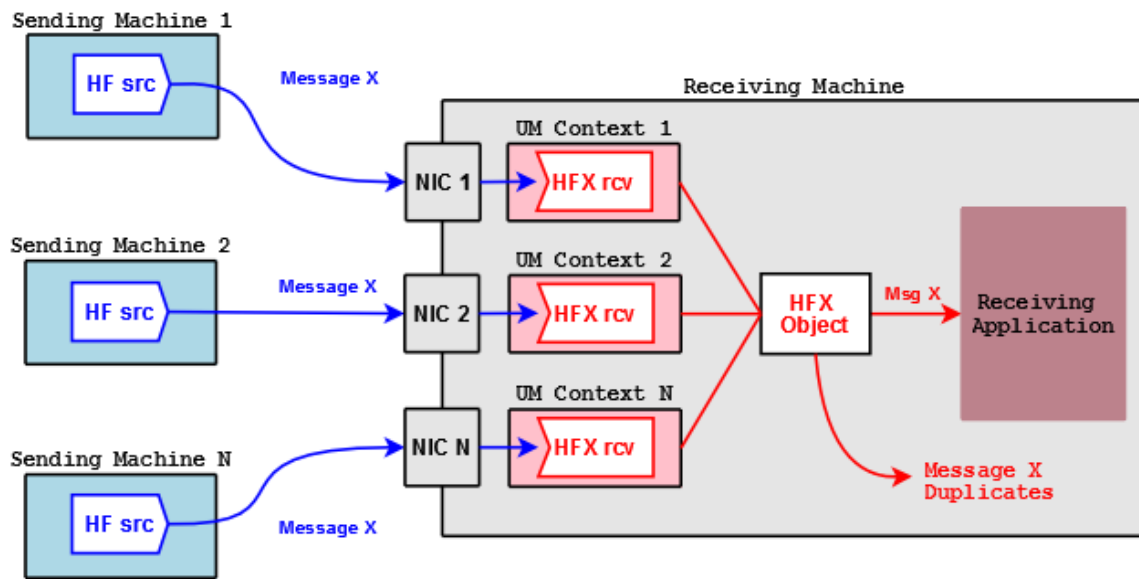 Sending Machine 1
HF src
Message X
Receiving Machine
UM Context 1
NIC 1
HFX rcv
Sending Machine 2
HF src
Message X
UM Context 2
NIC 2
HFX rcv
HFX
Object
Msg X
Receiving
Application
UM Context N
NIC N
HFX rcv
Sending Machine N
HF src
Message X
Message X
Duplicates